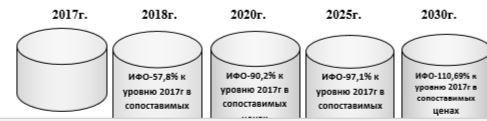 2017г. 2018г. 2020г. 2025г. 2030г.
ИФО-57,8% к
уровню 2017г в
сопоставимых
ИФО-90,2% к
уровню 2017г в
сопоставимых
ИФО-97,1% к
уровню 2017г в
сопоставимых
ИФО-110,69% к
уровню 2017г в
сопоставимых
ценах